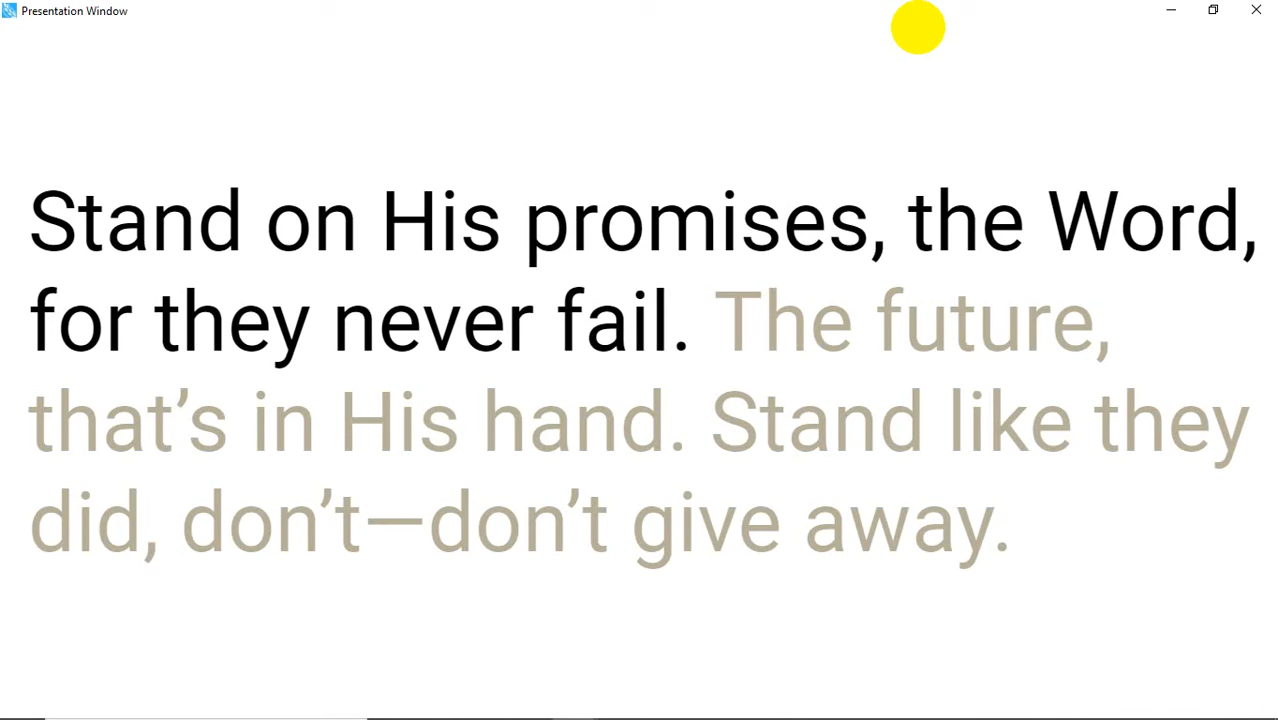 Presentation Window
Stand on His promises, the Word,
for they never fail. The future,
that’s in His hand. Stand like they
did, don’t—don’t give away.